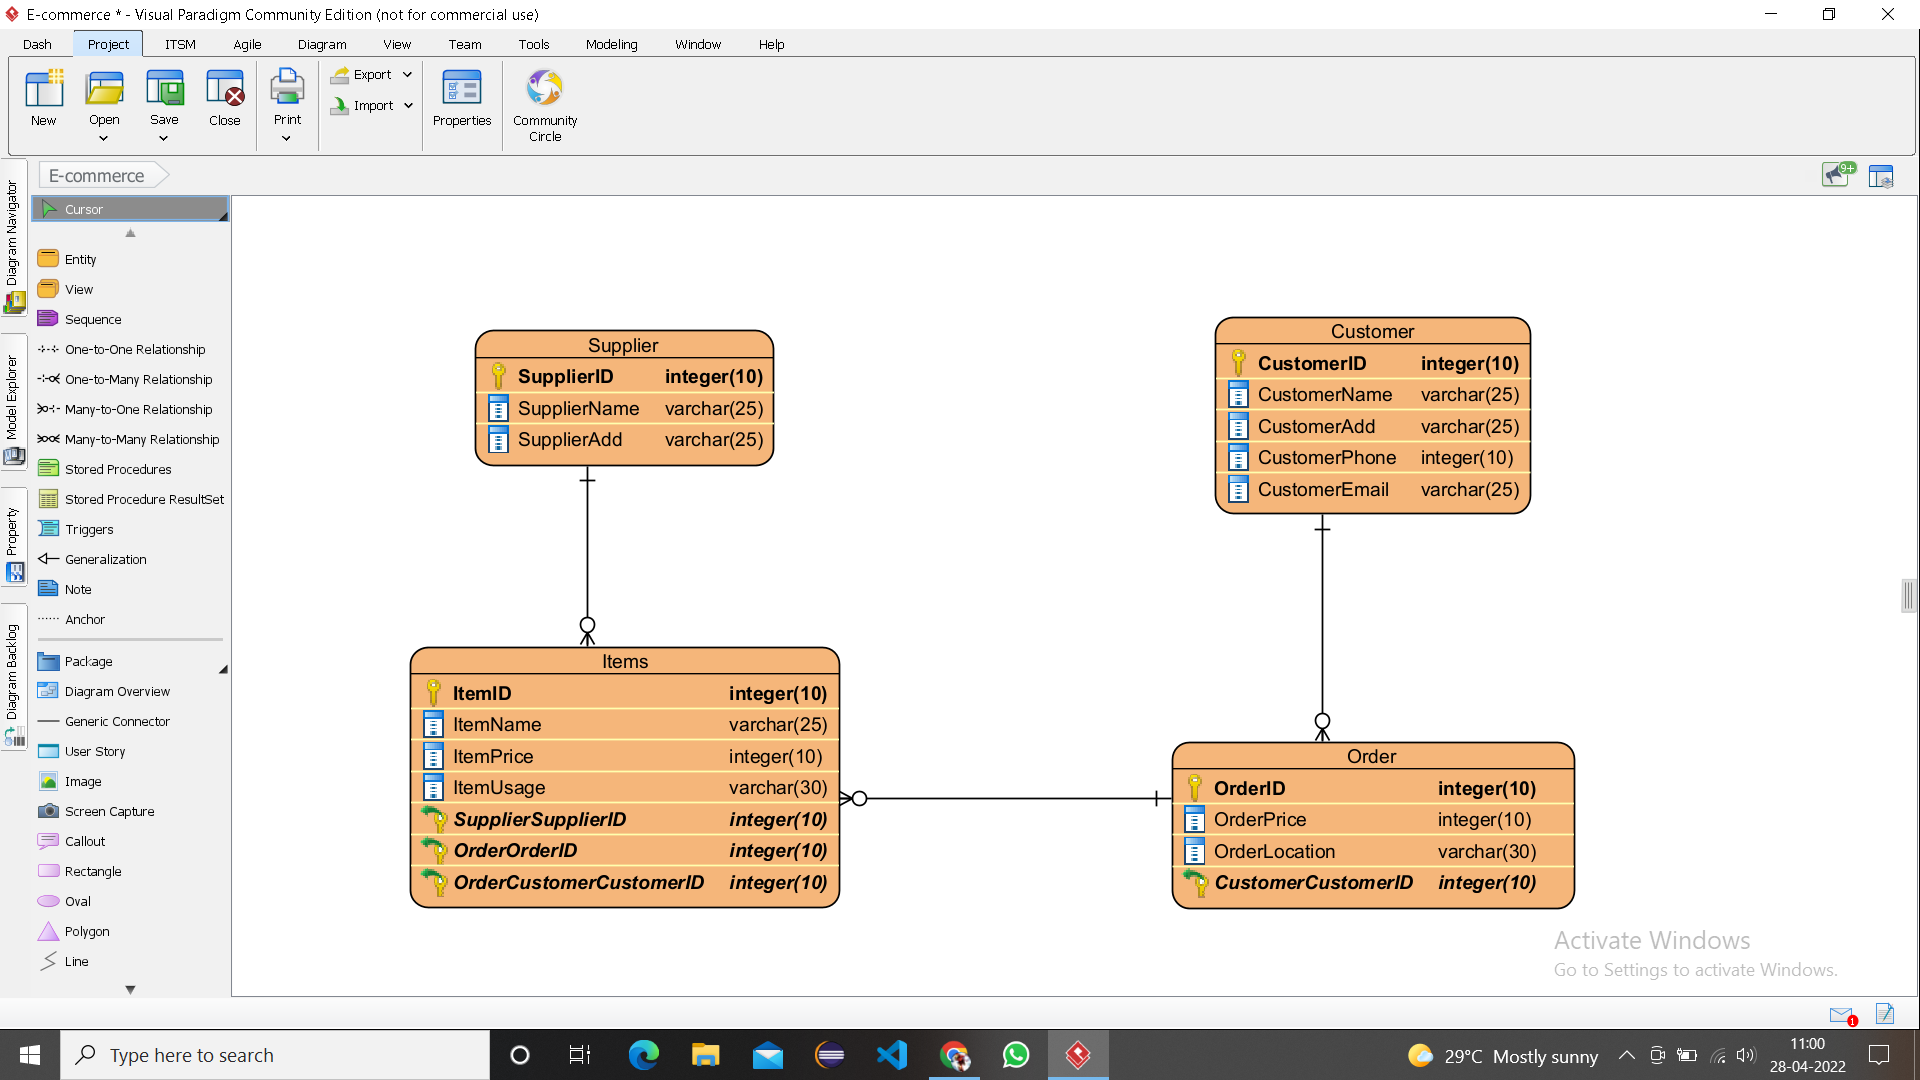 E-commerce * - Visual Paradigm Community Edition (not for commercial use)
Dash Project ITSM Agile Diagram View Team Tools Modeling Window Help
New Open Save Close Print Export Import Properties Community Circle
E-commerce
9+
Diagram Navigator
Model Explorer
Property
Diagram Backlog
Cursor
Entity
View
Sequence
One-to-One Relationship
One-to-Many Relationship
Many-to-One Relationship
Many-to-Many Relationship
Stored Procedures
Stored Procedure ResultSet
Triggers
Generalization
Note
Anchor
Package
Diagram Overview
Generic Connector
User Story
Image
Screen Capture
Callout
Rectangle
Oval
Polygon
Line
Supplier
SupplierID integer(10)
SupplierName varchar(25)
SupplierAdd varchar(25)
Customer
CustomerID integer(10)
CustomerName varchar(25)
CustomerAdd varchar(25)
CustomerPhone integer(10)
CustomerEmail varchar(25)
Items
ItemID integer(10)
ItemName varchar(25)
ItemPrice integer(10)
ItemUsage varchar(30)
SupplierSupplierID integer(10)
OrderOrderID integer(10)
OrderCustomerCustomerID integer(10)
Order
OrderID integer(10)
OrderPrice integer(10)
OrderLocation varchar(30)
CustomerCustomerID integer(10)
Activate Windows
Go to Settings to activate Windows.
1
Type here to search
29°C Mostly sunny
11:00
28-04-2022